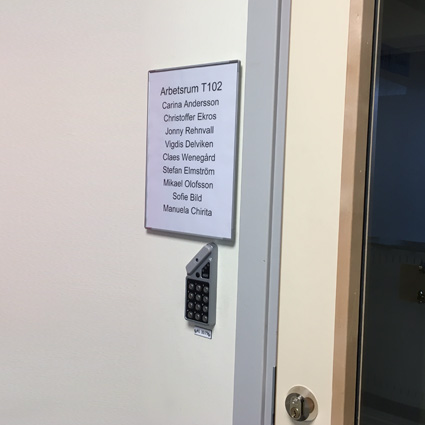 Arbetsrum T102
Carina Andersson
Christoffer Ekros
Jonny Rehnvall
Vigdis Delviken
Claes Wenegård
Stefan Elmström
Mikael Olofsson
Sofie Bild
Manuela Chirita